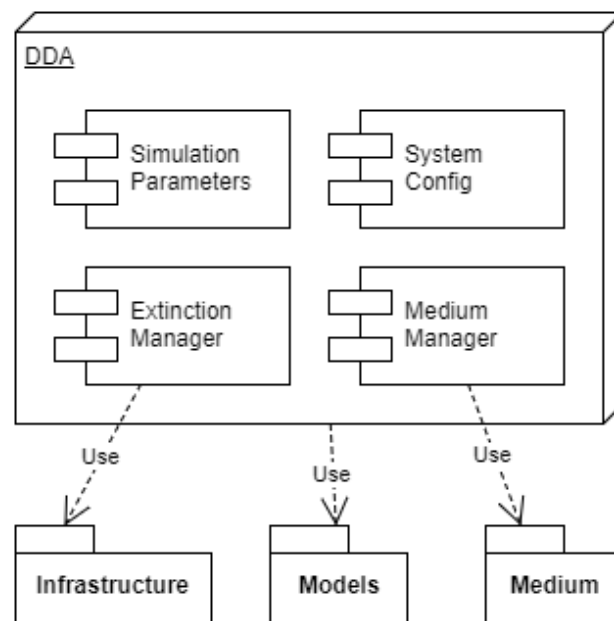 DDA
Simulation
Parameters
System
Config
Extinction
Manager
Medium
Manager
Use
Use
Use
Infrastructure
Models
Medium